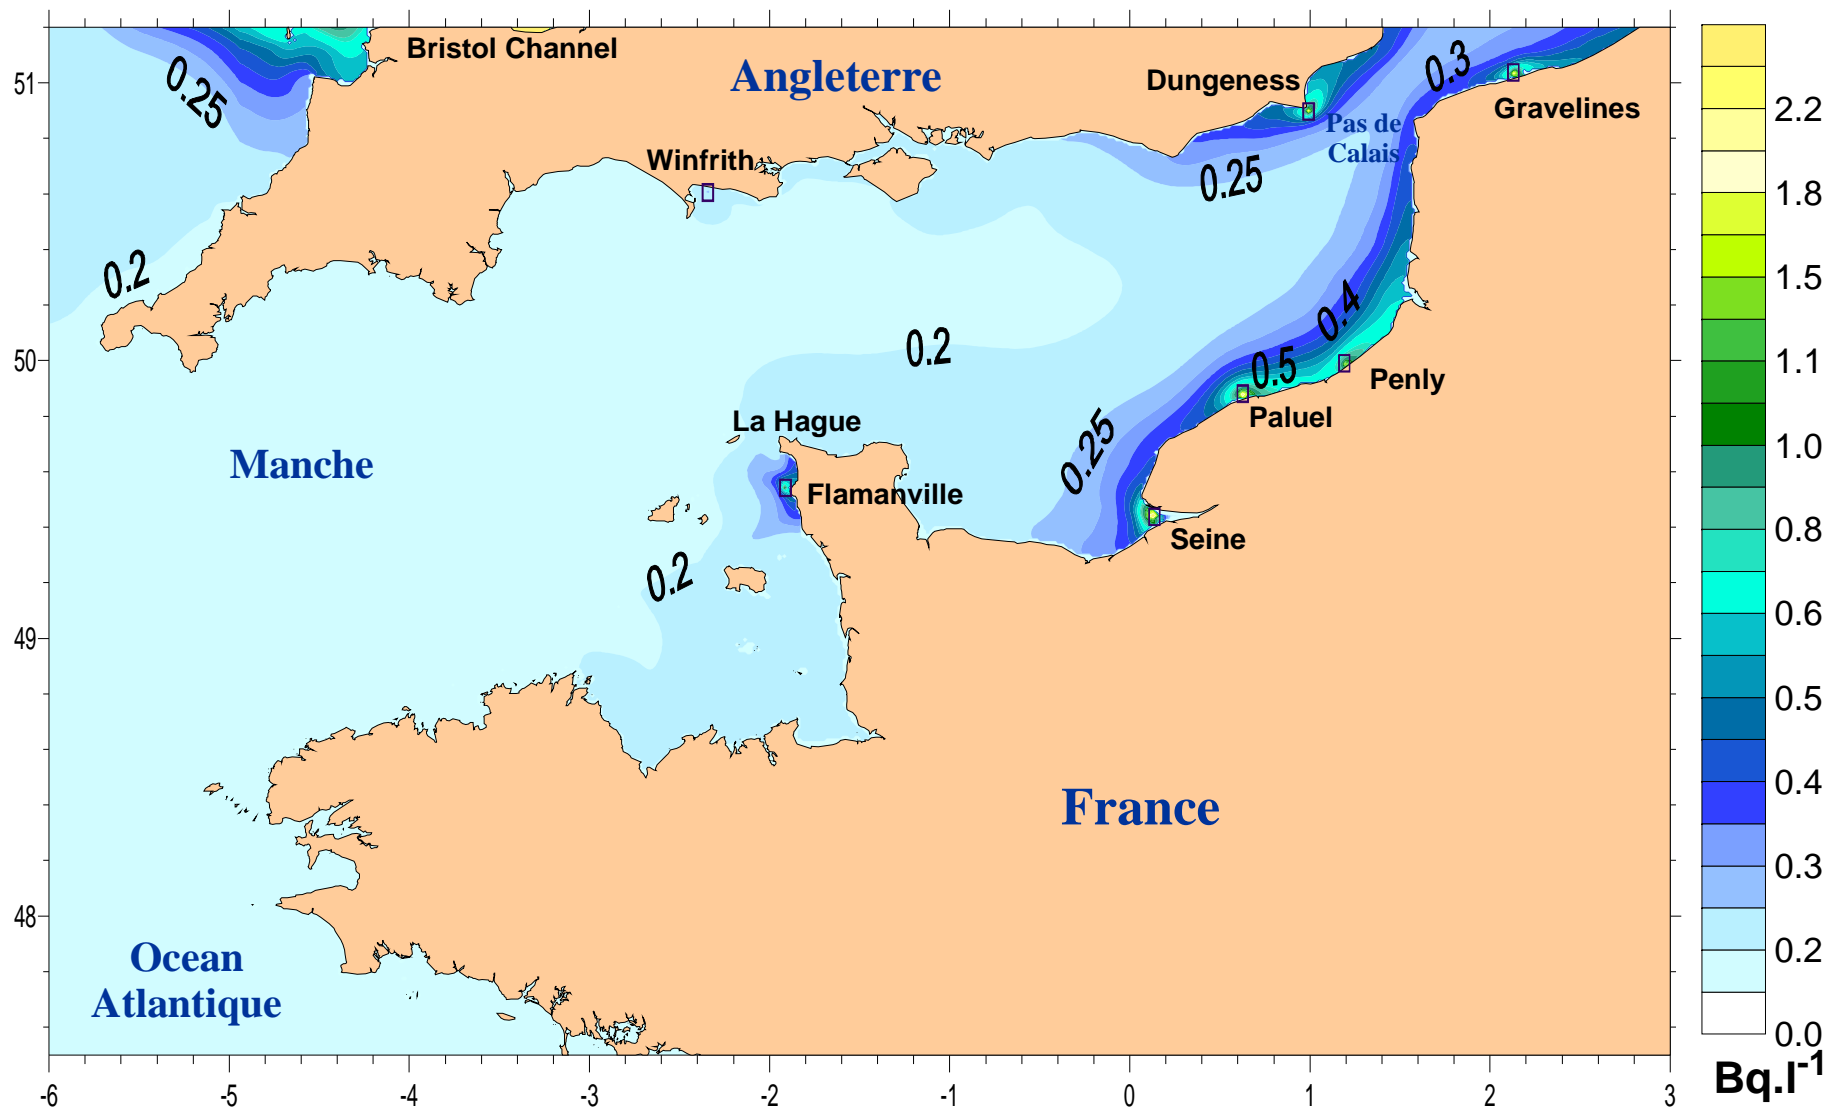 Bristol Channel
Angleterre
Dungeness
0.3
Gravelines
Pas de
Calais
51
0.25
Winfrith
0.25
0.2
0.2
0.4
50
0.5
Penly
Paluel
La Hague
0.25
Manche
Flamanville
Seine
0.2
49
France
48
Ocean
Atlantique
-6
-5
-4
-3
-2
-1
0
1
2
3
2.2
1.8
1.5
1.1
1.0
0.8
0.6
0.5
0.4
0.3
0.2
0.0
Bq.l-1